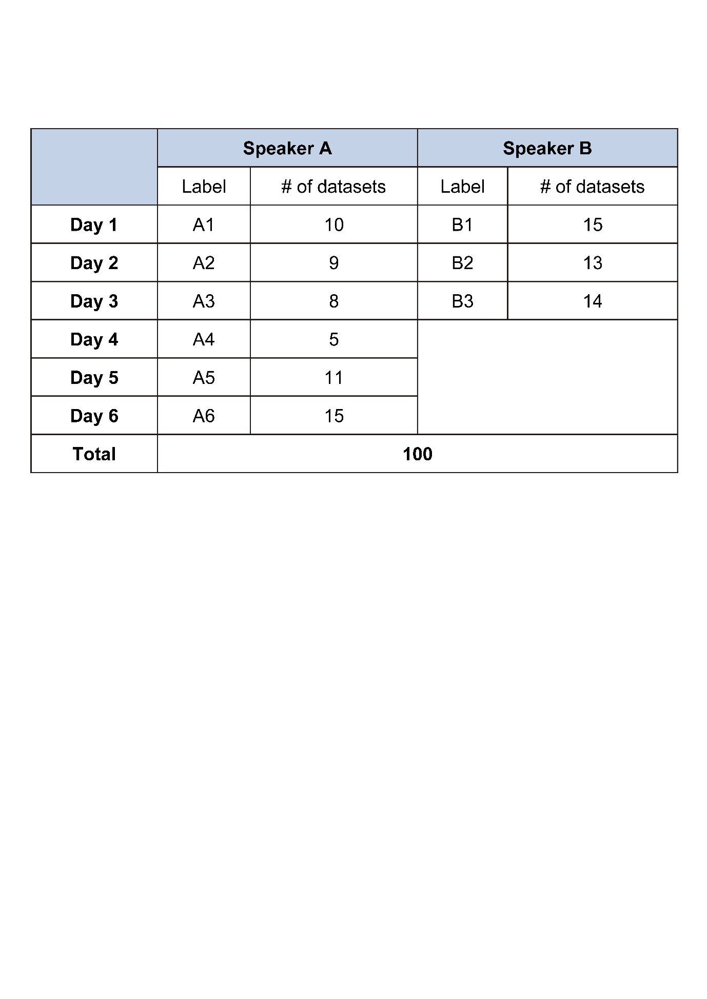 Speaker A Speaker B
Label # of datasets Label # of datasets
Day 1 A1 10 B1 15
Day 2 A2 9 B2 13
Day 3 A3 8 B3 14
Day 4 A4 5
Day 5 A5 11
Day 6 A6 15
Total 100